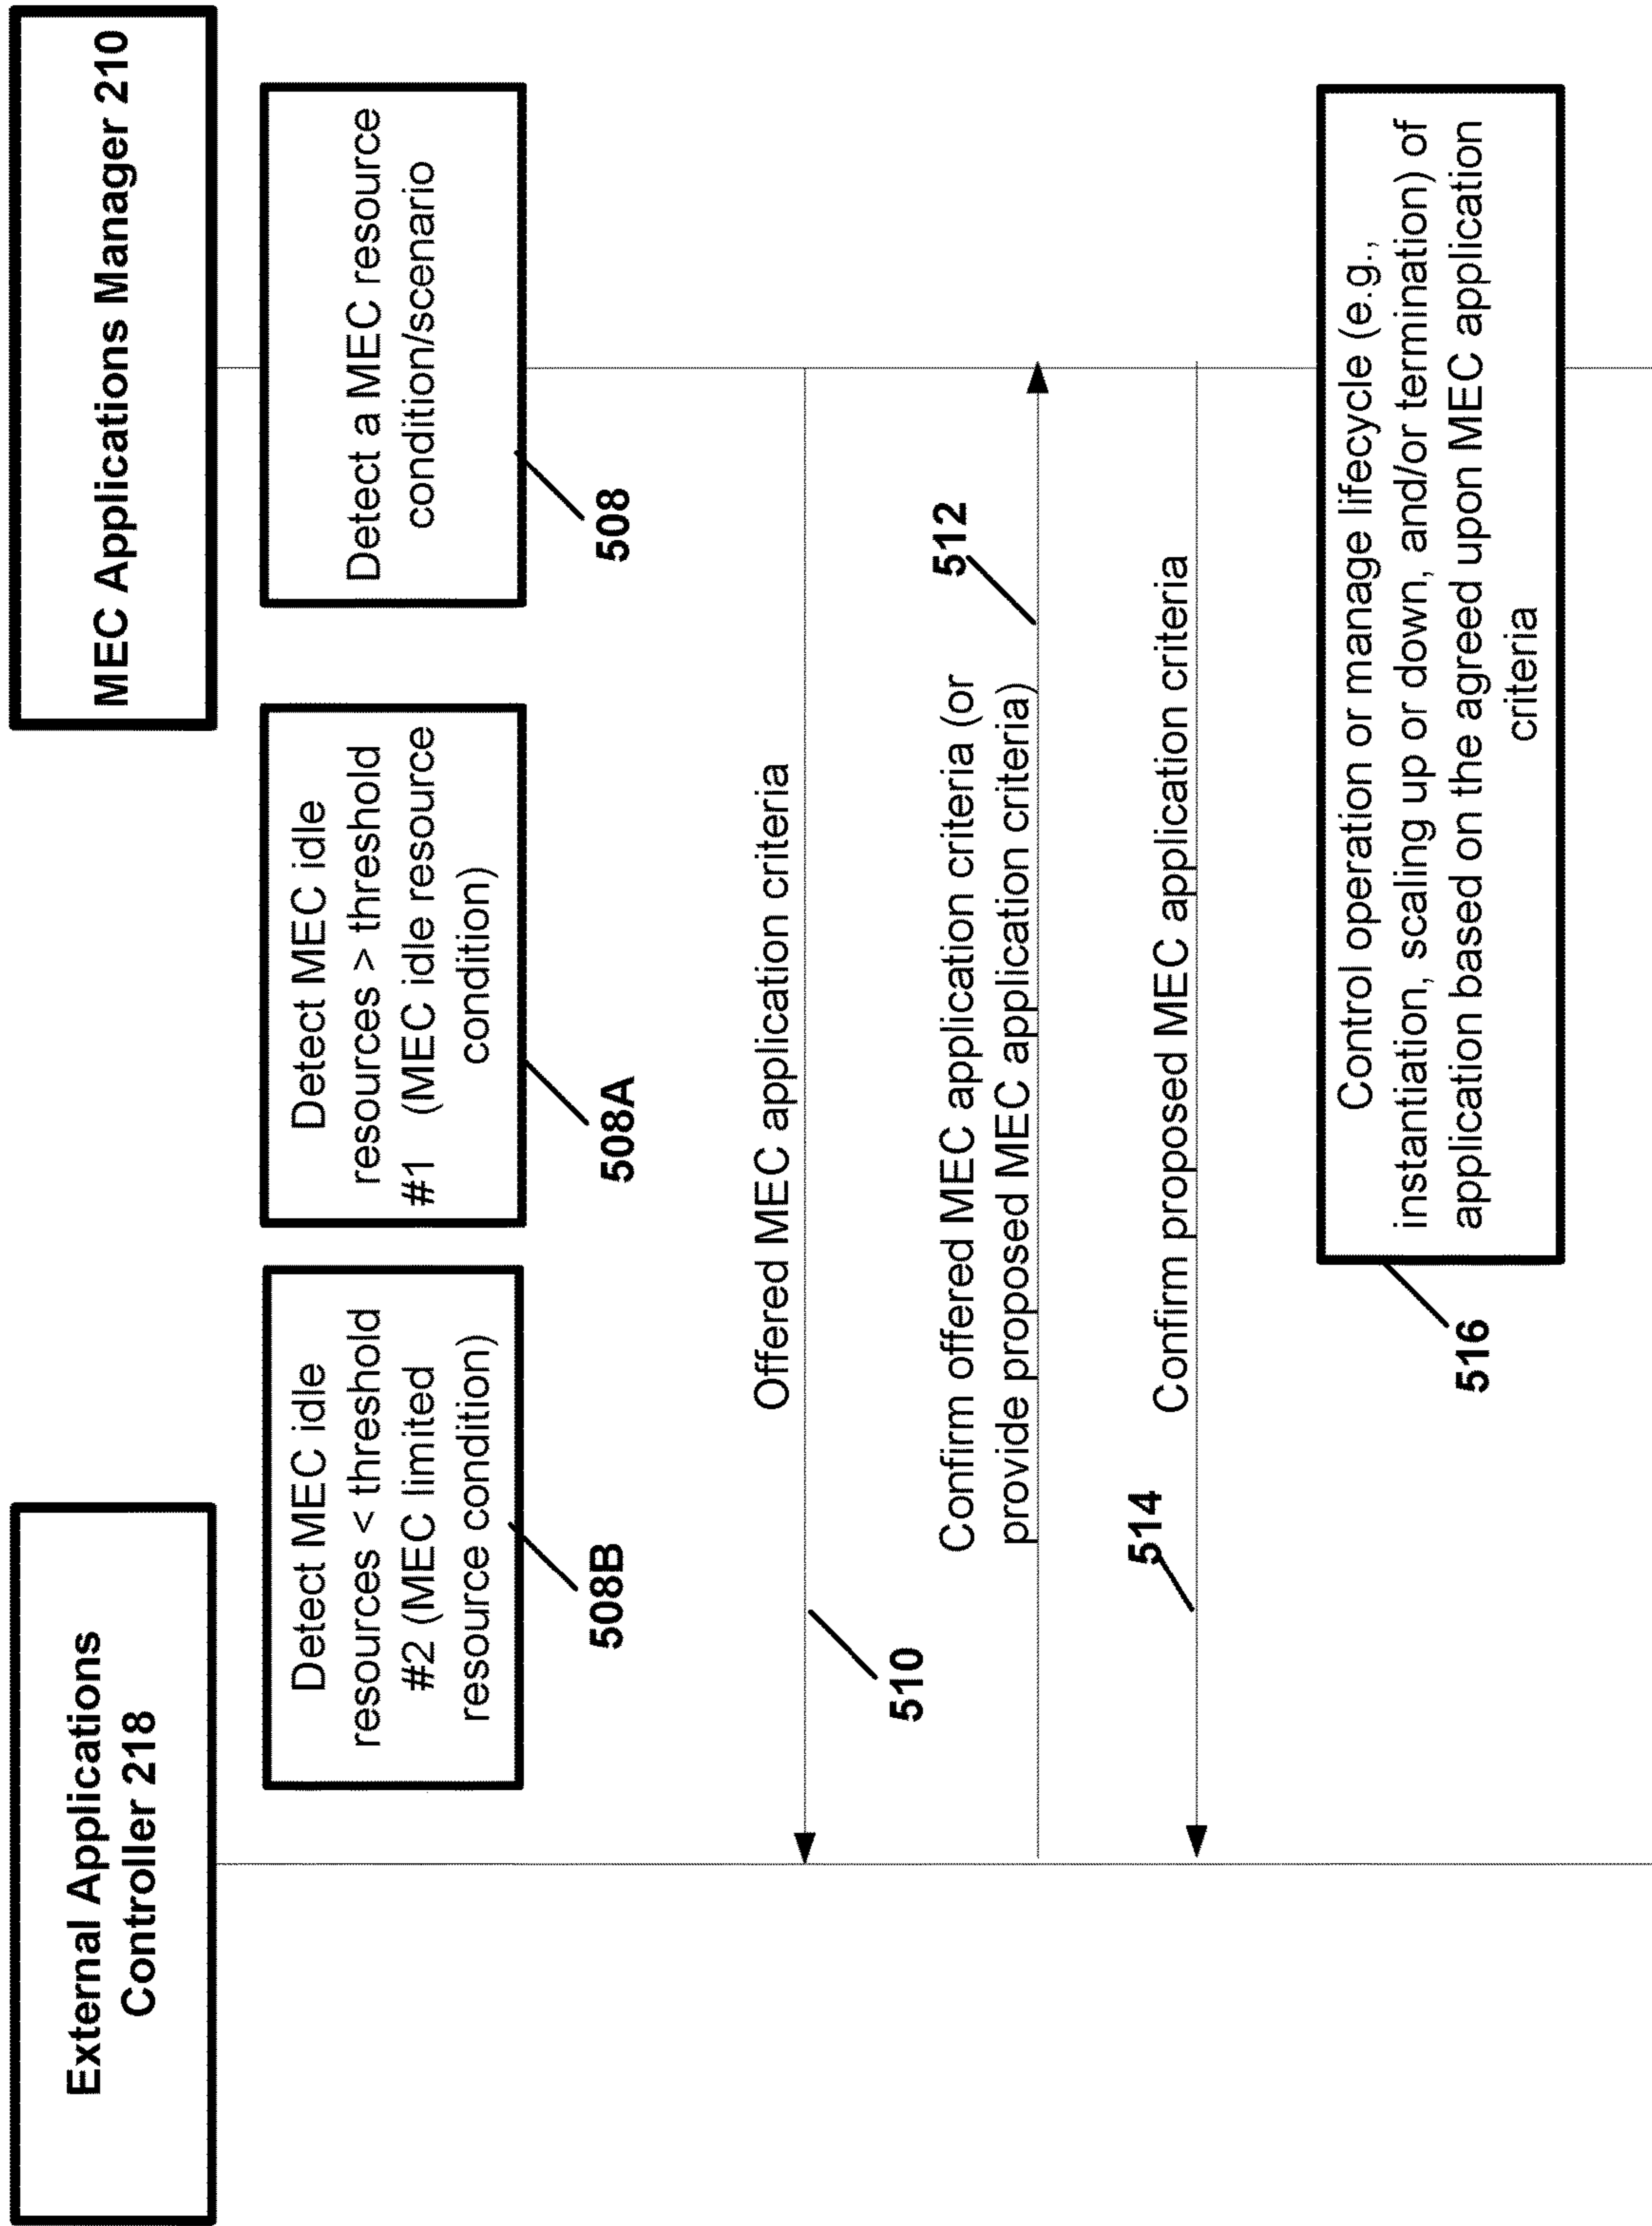 External Applications
Controller 218
MEC Applications Manager 210
Detect MEC idle
resources < threshold
#2 (MEC limited
resource condition)
508B
Detect MEC idle
resources > threshold
#1 (MEC idle resource
condition)
508A
Detect a MEC resource
condition/scenario
508
Offered MEC application criteria
510
Confirm offered MEC application criteria (or
provide proposed MEC application criteria)
512
Confirm proposed MEC application criteria
514
Control operation or manage lifecycle (e.g.,
instantiation, scaling up or down, and/or termination) of
application based on the agreed upon MEC application
criteria
516